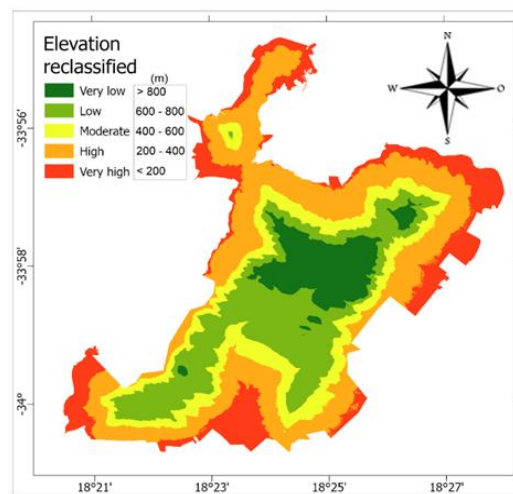 Elevation
reclassified
(m)
Very low > 800
Low 600 - 800
Moderate 400 - 600
High 200 - 400
Very high < 200
N
W O
S
-33°56'
-33°58'
-34°
18°21' 18°23' 18°25' 18°27'